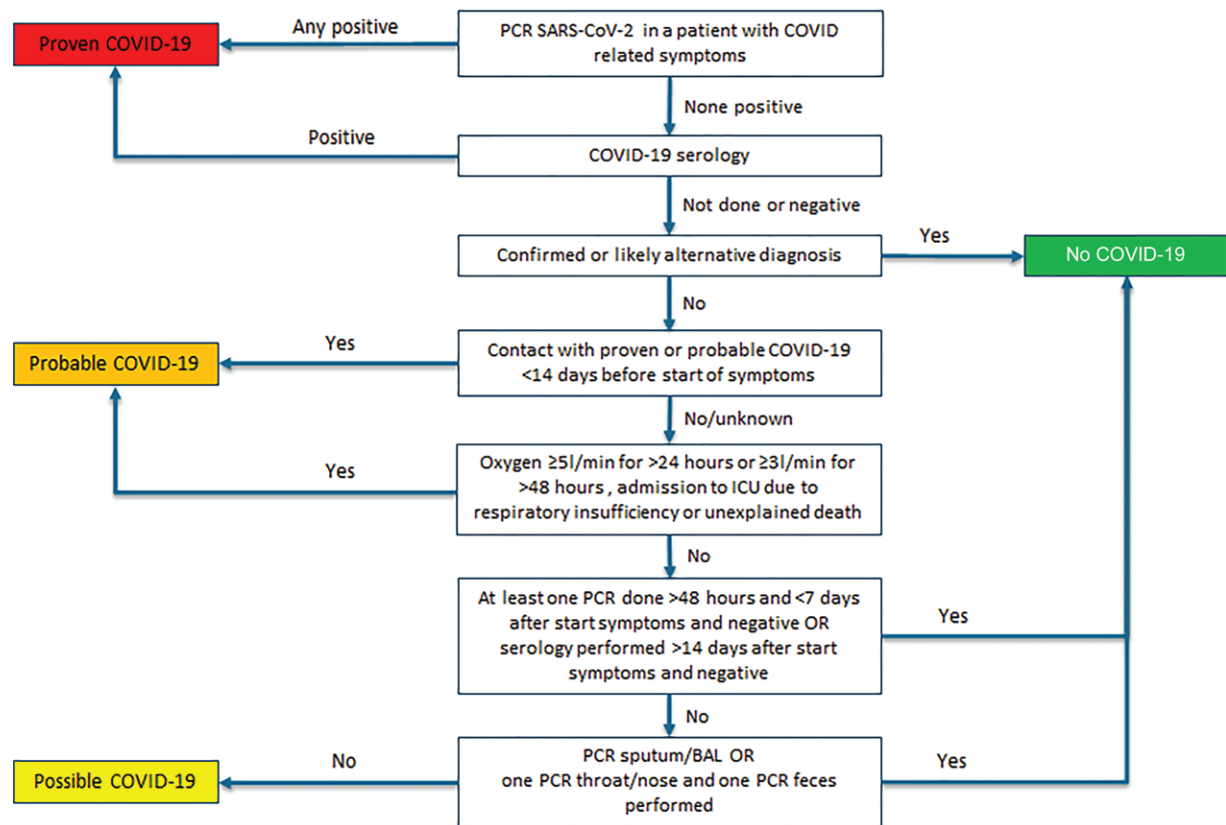 Any positive
Proven COVID-19
PCR SARS-CoV-2 in a patient with COVID
related symptoms
None positive
Positive
COVID-19 serology
Not done or negative
Confirmed or likely alternative diagnosis
Yes
No COVID-19
No
Yes
Probable COVID-19
Contact with proven or probable COVID-19
<14 days before start of symptoms
No/unknown
Yes
Oxygen ≥5l/min for >24 hours or ≥3l/min for
>48 hours , admission to ICU due to
respiratory insufficiency or unexplained death
No
At least one PCR done >48 hours and <7 days
after start symptoms and negative OR
serology performed >14 days after start
symptoms and negative
Yes
No
No
Possible COVID-19
PCR sputum/BAL OR
one PCR throat/nose and one PCR feces
performed
Yes